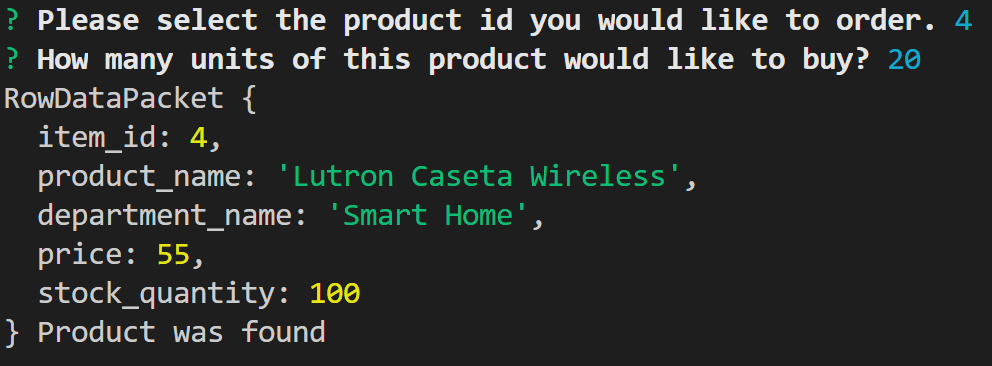 ? Please select the product id you would like to order. 4
? How many units of this product would like to buy? 20
RowDataPacket {
  item_id: 4,
  product_name: 'Lutron Caseta Wireless',
  department_name: 'Smart Home',
  price: 55,
  stock_quantity: 100
} Product was found